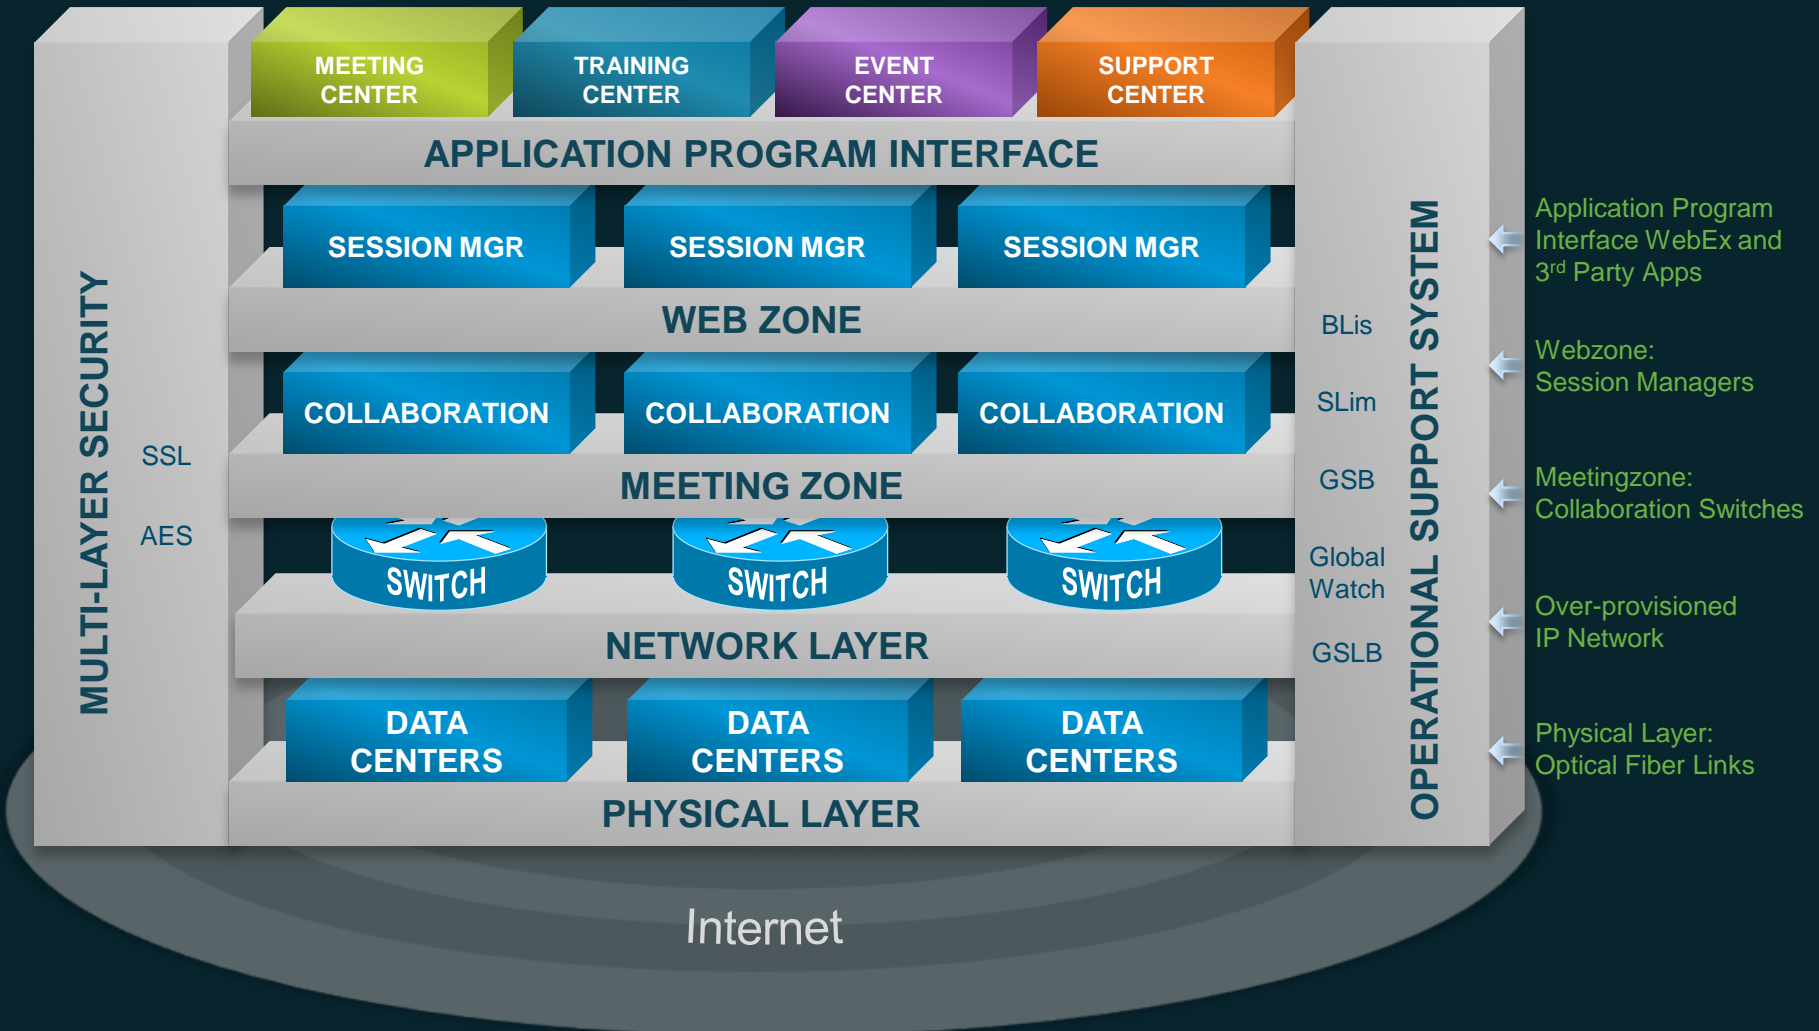 MEETING
CENTER
TRAINING
CENTER
EVENT
CENTER
SUPPORT
CENTER
APPLICATION PROGRAM INTERFACE
SESSION MGR
SESSION MGR
SESSION MGR
WEB ZONE
COLLABORATION
COLLABORATION
COLLABORATION
MEETING ZONE
SWITCH
SWITCH
SWITCH
NETWORK LAYER
DATA
CENTERS
DATA
CENTERS
DATA
CENTERS
PHYSICAL LAYER
Internet
MULTI-LAYER SECURITY
SSL
AES
BLis
SLim
GSB
Global
Watch
GSLB
OPERATIONAL SUPPORT SYSTEM
Application Program
Interface WebEx and
3rd Party Apps
Webzone:
Session Managers
Meetingzone:
Collaboration Switches
Over-provisioned
IP Network
Physical Layer:
Optical Fiber Links